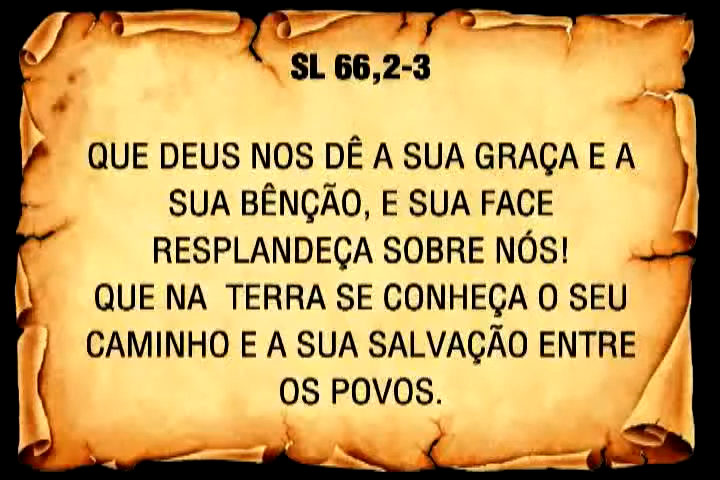 SL 66,2-3
QUE DEUS NOS DÊ A SUA GRAÇA E A
SUA BÊNÇÃO, E SUA FACE
RESPLANDEÇA SOBRE NÓS!
QUE NA TERRA SE CONHEÇA O SEU
CAMINHO E A SUA SALVAÇÃO ENTRE
OS POVOS.